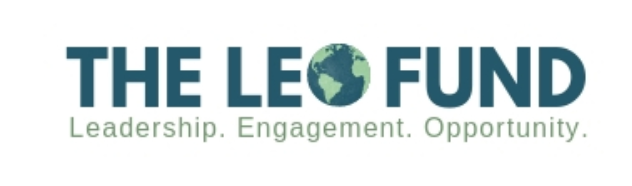 THE LEO FUND
Leadership. Engagement. Opportunity.